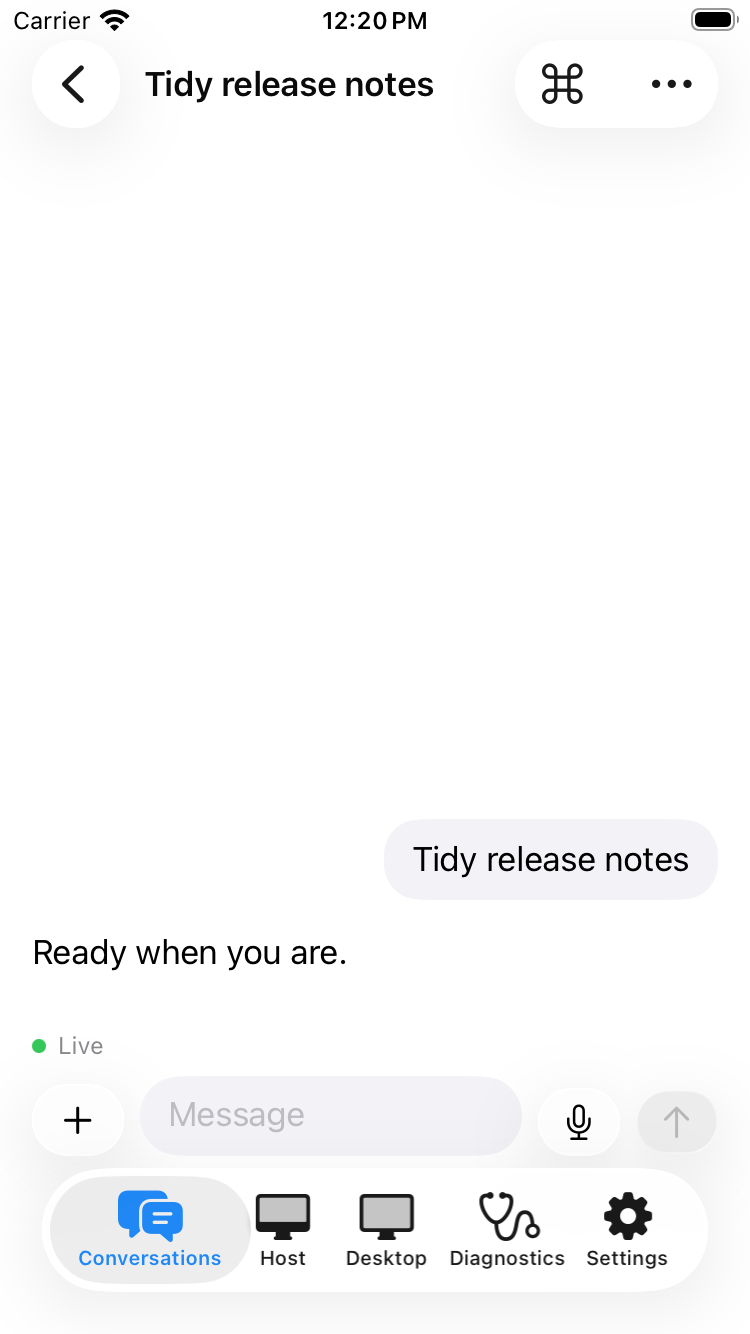 Carrier 12:20 PM
Tidy release notes
Tidy release notes
Ready when you are.
Live
Message
Conversations Host Desktop Diagnostics Settings